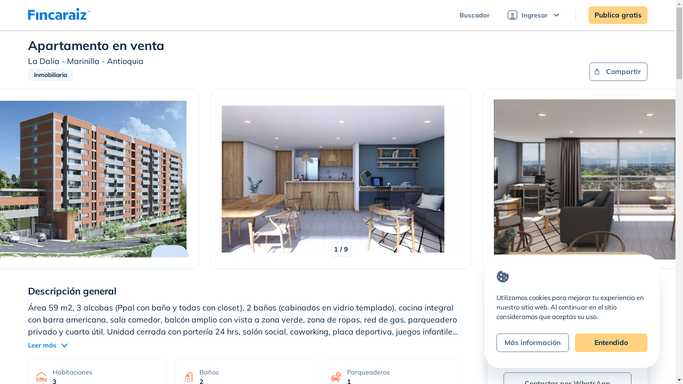 Fincaraiz
Buscador
Ingresar
Publica gratis
Apartamento en venta
La Dalia - Marinilla - Antioquia
Inmobiliaria
Compartir
1 / 9
Descripción general
Área 59 m2, 3 alcobas (Ppal con baño y todas con closet), 2 baños (cabinados en vidrio templado), cocina integral
con barra americana, sala comedor, balcón amplio con vista a zona verde, zona de ropas, red de gas, parqueadero
privado y cuarto útil. Unidad cerrada con portería 24 hrs, salón social, coworking, placa deportiva, juegos infantile...
Leer más
Habitaciones
3
Baños
2
Parqueaderos
1
Utilizamos cookies para mejorar tu experiencia en
nuestro sitio web. Al continuar en el sitio
consideramos que aceptas su uso.
Más información
Entendido
Contactar por WhatsApp